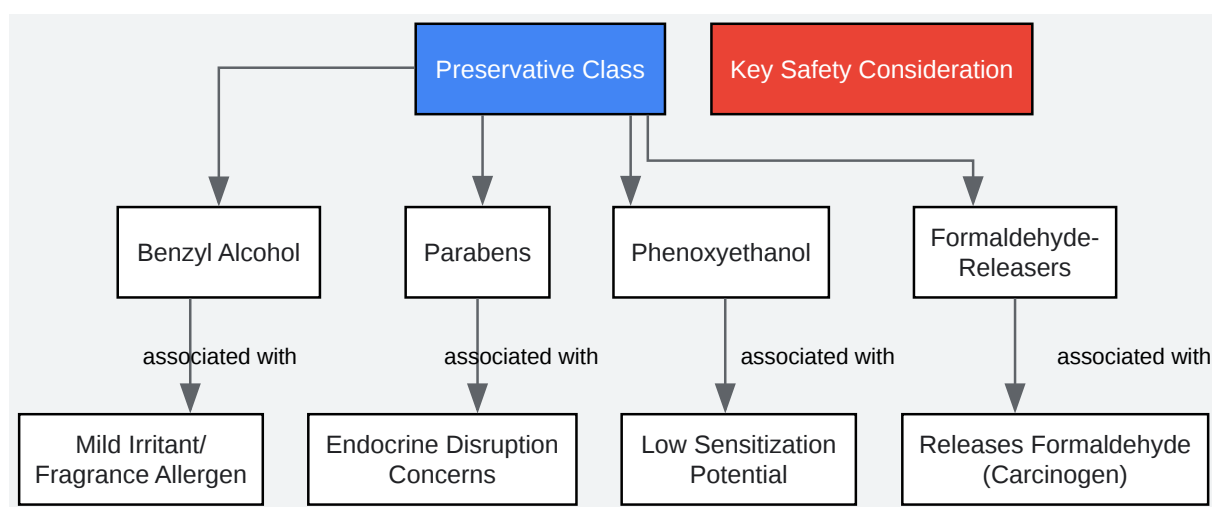 Preservative Class
Key Safety Consideration
Benzyl Alcohol
Parabens
Phenoxyethanol
Formaldehyde-
Releasers
associated with
associated with
associated with
associated with
Mild Irritant/
Fragrance Allergen
Endocrine Disruption
Concerns
Low Sensitization
Potential
Releases Formaldehyde
(Carcinogen)